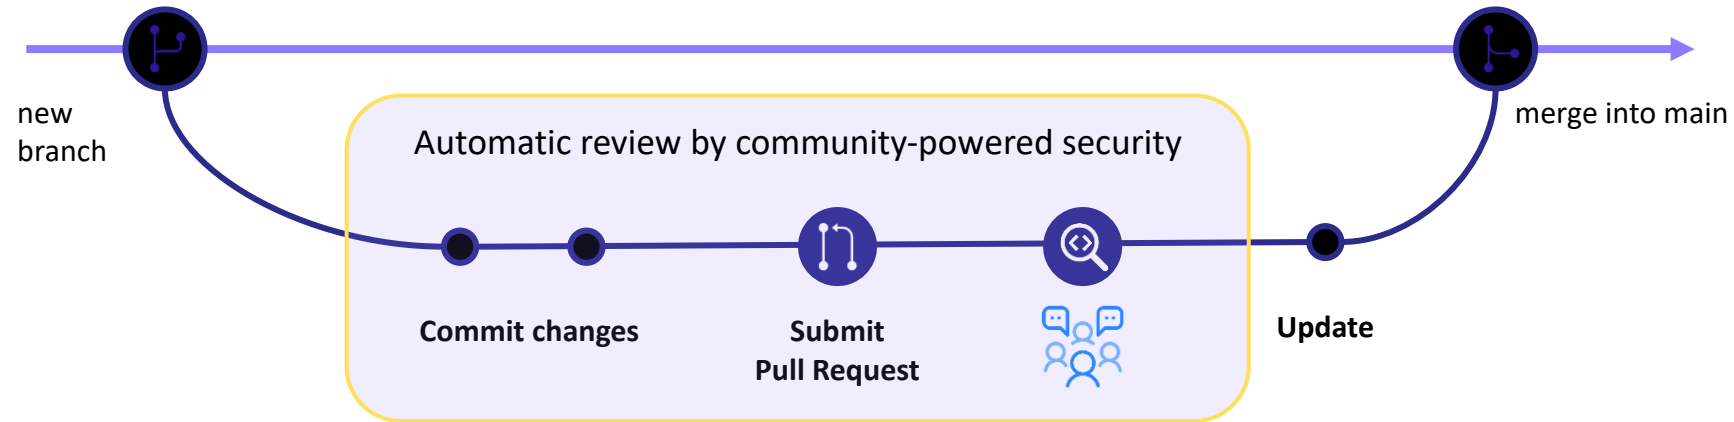 new
branch
merge into main
Automatic review by community-powered security
Commit changes
Submit
Pull Request
Update